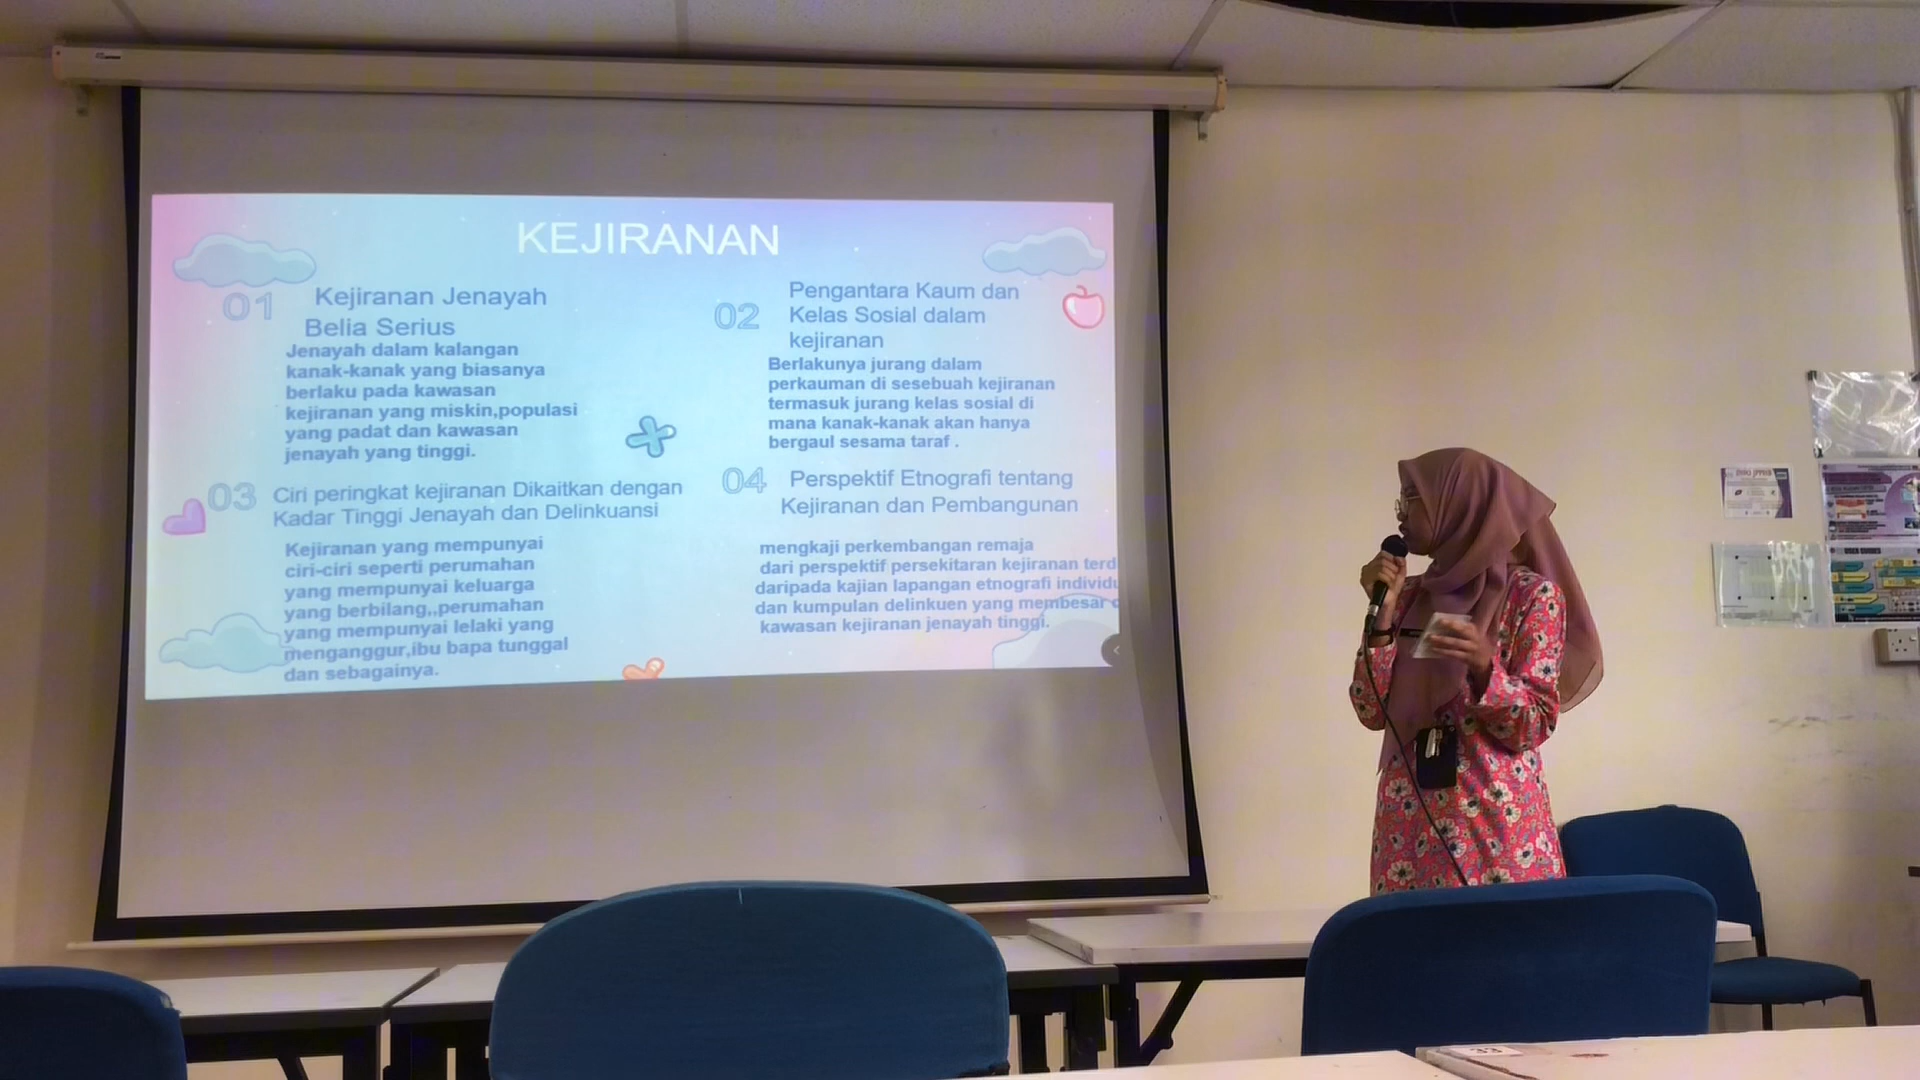 KEJIRANAN
01
Kejiranan Jenayah
Belia Serius
Jenayah dalam kalangan
kanak-kanak yang biasanya
berlaku pada kawasan
kejiranan yang miskin,populasi
yang padat dan kawasan
jenayah yang tinggi.
02
Pengantara Kaum dan
Kelas Sosial dalam
kejiranan
Berlakunya jurang dalam
perkauman di sesebuah kejiranan
termasuk jurang kelas sosial di
mana kanak-kanak akan hanya
bergaul sesama taraf .
03
Ciri peringkat kejiranan Dikaitkan dengan
Kadar Tinggi Jenayah dan Delinkuansi
Kejiranan yang mempunyai
ciri-ciri seperti perumahan
yang mempunyai keluarga
yang berbilang,,perumahan
yang mempunyai lelaki yang
menganggur,ibu bapa tunggal
dan sebagainya.
04
Perspektif Etnografi tentang
Kejiranan dan Pembangunan
mengkaji perkembangan remaja
dari perspektif persekitaran kejiranan terd
daripada kajian lapangan etnografi individu
dan kumpulan delinkuen yang membesar
kawasan kejiranan jenayah tinggi.
USER GUIDES
33